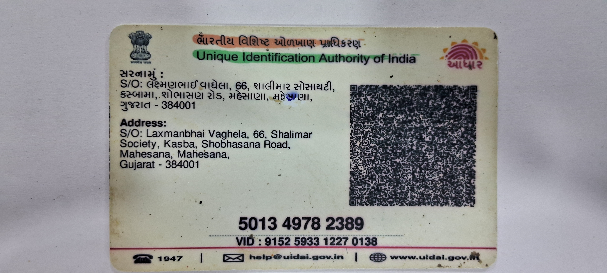 ભારતીય વિશિષ્ટ ઓળખાણ પ્રાધિકરણ
Unique Identification Authority of India
આધાર
સરનામું :
S/O: લક્ષ્મણભાઈ વાઘેલા, 66, શાલીમાર સોસાયટી,
કસ્બામા, શોભાસણ રોડ, મહેસાણા, મહેસાણા,
ગુજરાત - 384001
Address:
S/O: Laxmanbhai Vaghela, 66, Shalimar
Society, Kasba, Shobhasana Road,
Mahesana, Mahesana,
Gujarat - 384001
5013 4978 2389
VID : 9152 5933 1227 0138
1947 | help@uidai.gov.in | www.uidai.gov.in